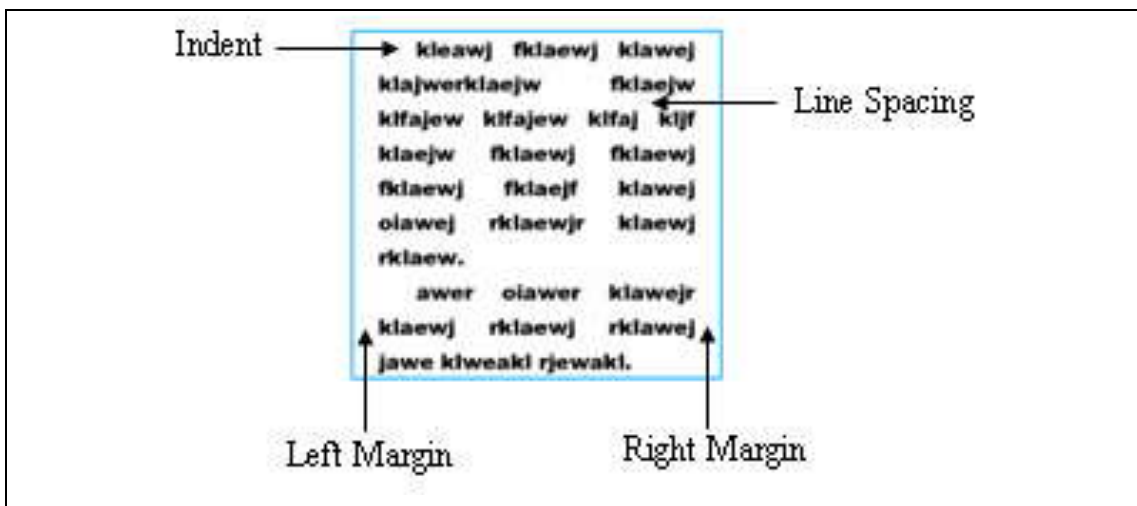 Indent
kleawj fklaewj klawej
klajwerklaejw fklaejw
Line Spacing
klfajew klfajew klfaj kljf
klaejw fklaewj fklaewj
fklaewj fklaejf klawej
oiawej rklaewjr klaewj
rklaew.
awer oiawer klawejr
klaewj rklaewj rklawej
jawe klweakl rjewakl.
Left Margin
Right Margin